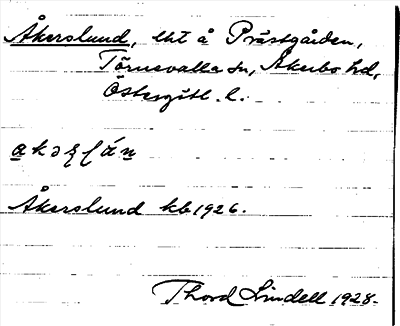 Åkerslund, lht å Prästgården,
Törnevalla sn, Åkerbo hd,
Östergötl. l.
Åkerslund kb 1926.
Thord Lindell 1928.